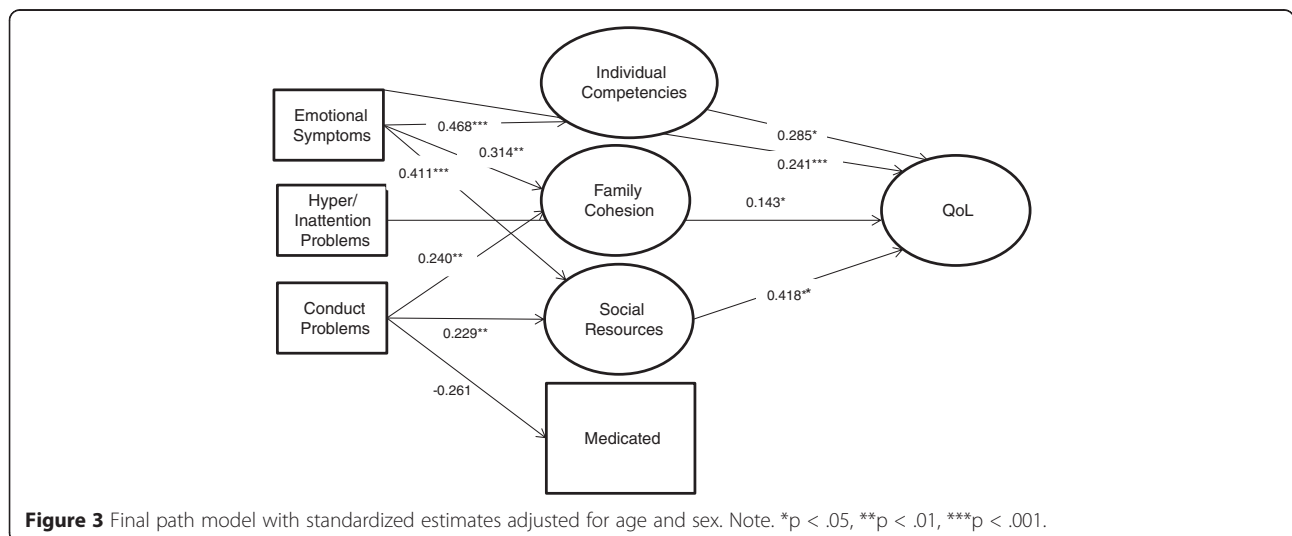 Individual
Competencies
Emotional
Symptoms
0.468***
0.285*
0.314**
0.241***
0.411***
Hyper/
Inattention
Problems
Family
Cohesion
0.143*
QoL
0.240**
Conduct
Problems
0.229**
Social
Resources
0.418**
-0.261
Medicated
Figure 3 Final path model with standardized estimates adjusted for age and sex. Note. *p < .05, **p < .01, ***p < .001.